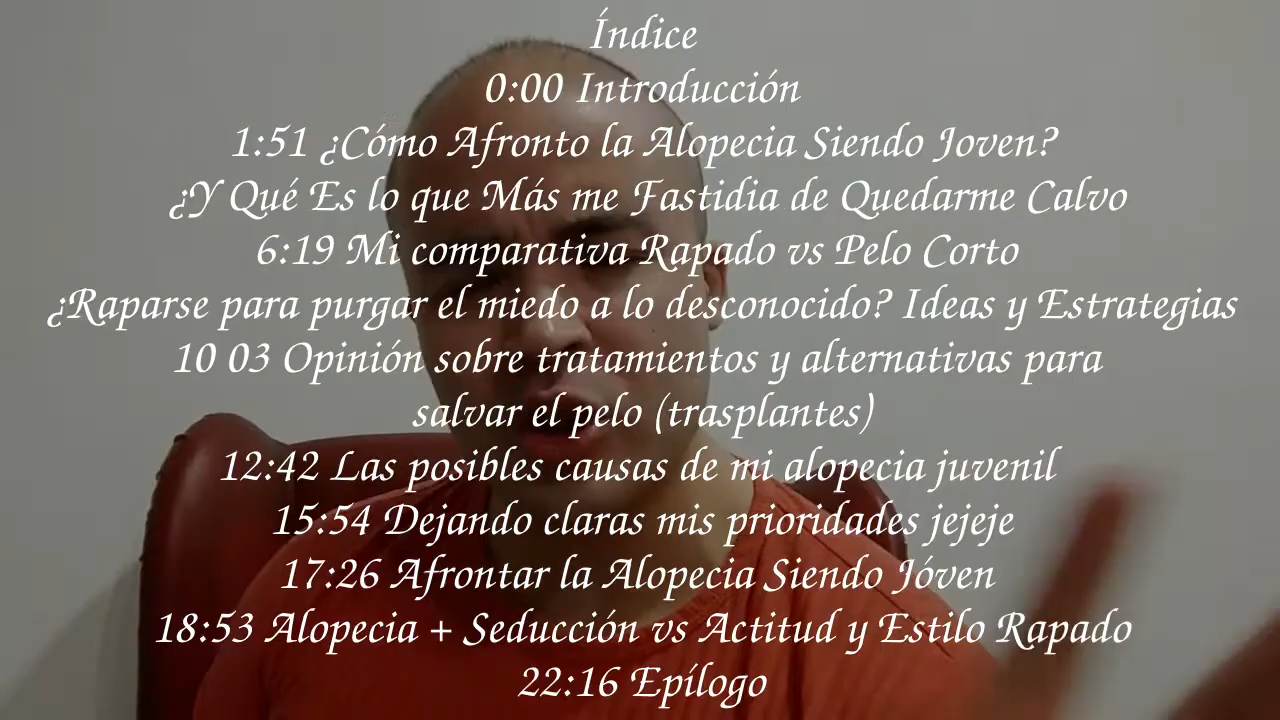 Índice
0:00 Introducción
1:51 ¿Cómo Afronto la Alopecia Siendo Joven?
¿Y Qué Es lo que Más me Fastidia de Quedarme Calvo
6:19 Mi comparativa Rapado vs Pelo Corto
¿Raparse para purgar el miedo a lo desconocido? Ideas y Estrategias
10 03 Opinión sobre tratamientos y alternativas para
salvar el pelo (trasplantes)
12:42 Las posibles causas de mi alopecia juvenil
15:54 Dejando claras mis prioridades jejeje
17:26 Afrontar la Alopecia Siendo Jóven
18:53 Alopecia + Seducción vs Actitud y Estilo Rapado
22:16 Epílogo